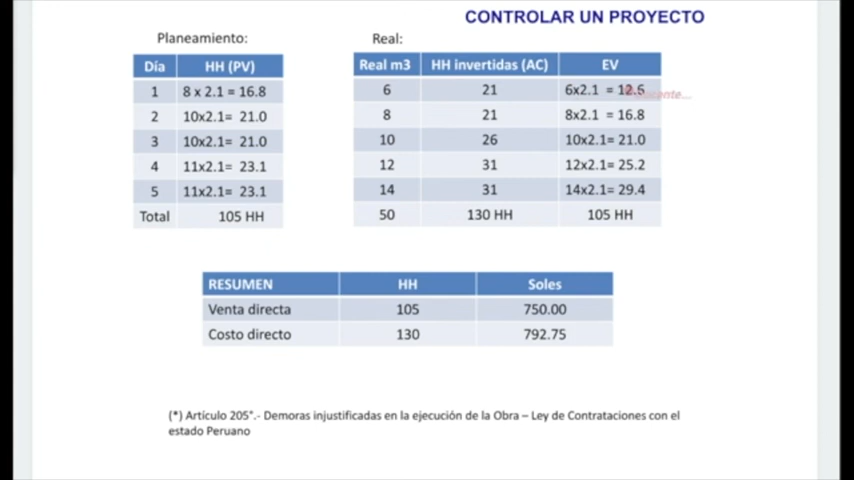 CONTROLAR UN PROYECTO
Planeamiento:
Día HH (PV)
1 8 x 2.1 = 16.8
2 10x2.1= 21.0
3 10x2.1= 21.0
4 11x2.1= 23.1
5 11x2.1= 23.1
Total 105 HH
Real:
Real m3 HH invertidas (AC) EV
6 21 6x2.1 = 12.6
8 21 8x2.1 = 16.8
10 26 10x2.1= 21.0
12 31 12x2.1= 25.2
14 31 14x2.1= 29.4
50 130 HH 105 HH
RESUMEN HH Soles
Venta directa 105 750.00
Costo directo 130 792.75
(*) Artículo 205°.- Demoras injustificadas en la ejecución de la Obra – Ley de Contrataciones con el
estado Peruano